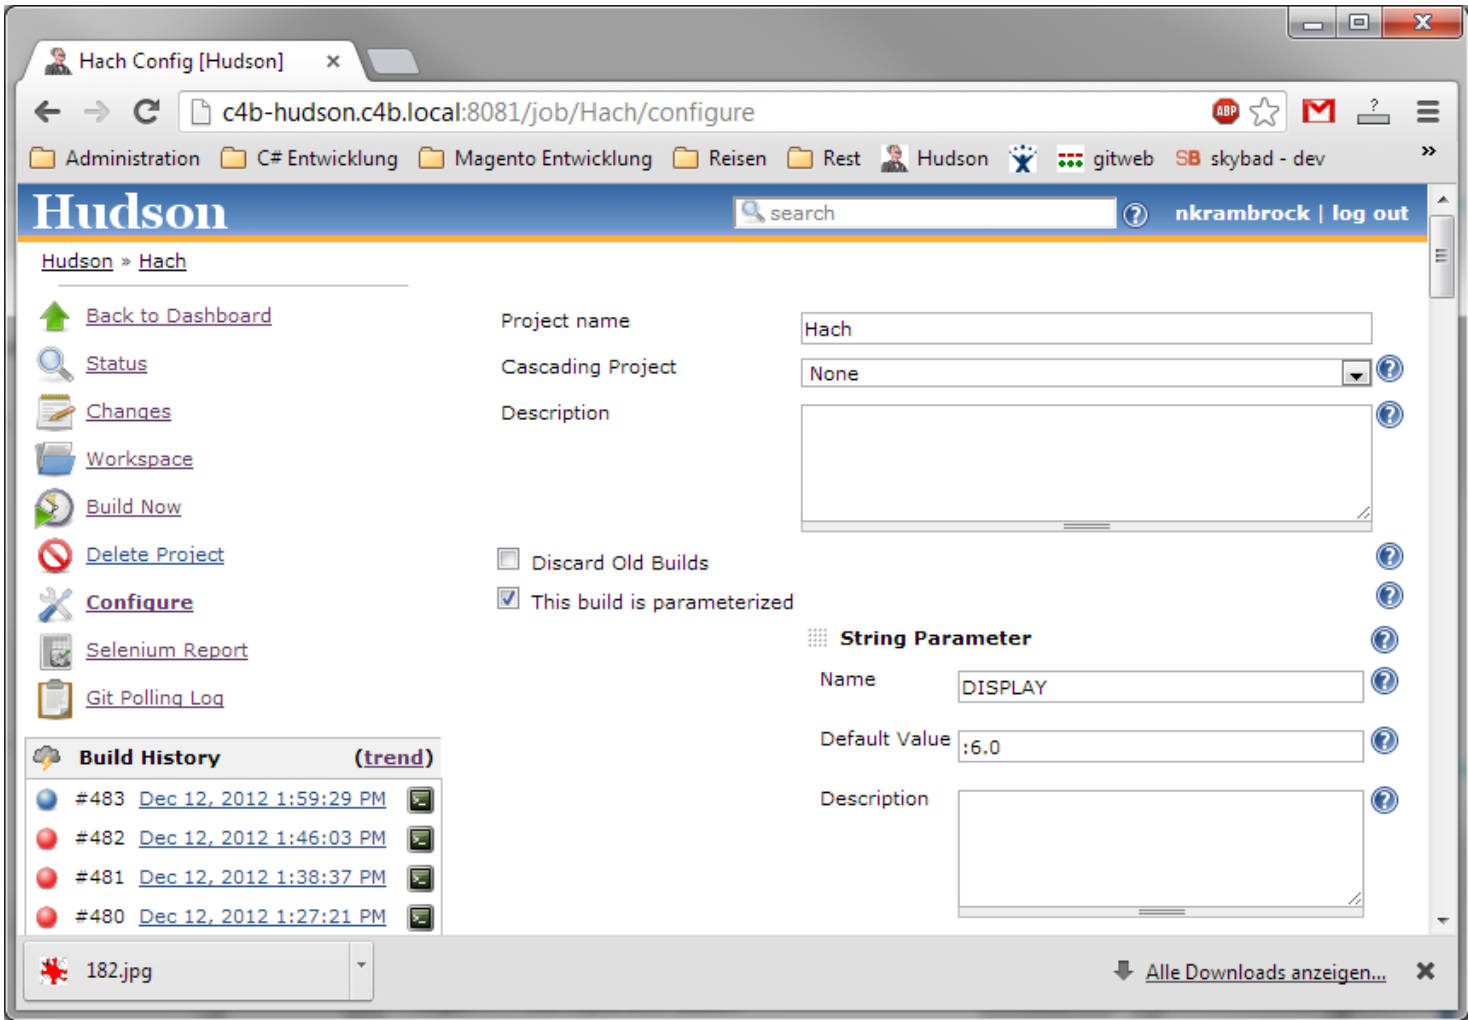 Hach Config [Hudson]
c4b-hudson.c4b.local:8081/job/Hach/configure
ABP
?
Administration C# Entwicklung Magento Entwicklung Reisen Rest Hudson gitweb SB skybad - dev »
Hudson
search
nkrambrock | log out
Hudson » Hach
Back to Dashboard
Status
Changes
Workspace
Build Now
Delete Project
Configure
Selenium Report
Git Polling Log
Build History (trend)
#483 Dec 12, 2012 1:59:29 PM
#482 Dec 12, 2012 1:46:03 PM
#481 Dec 12, 2012 1:38:37 PM
#480 Dec 12, 2012 1:27:21 PM
Project name Hach
Cascading Project None
Description
Discard Old Builds
This build is parameterized
String Parameter
Name DISPLAY
Default Value :6.0
Description
182.jpg
Alle Downloads anzeigen...